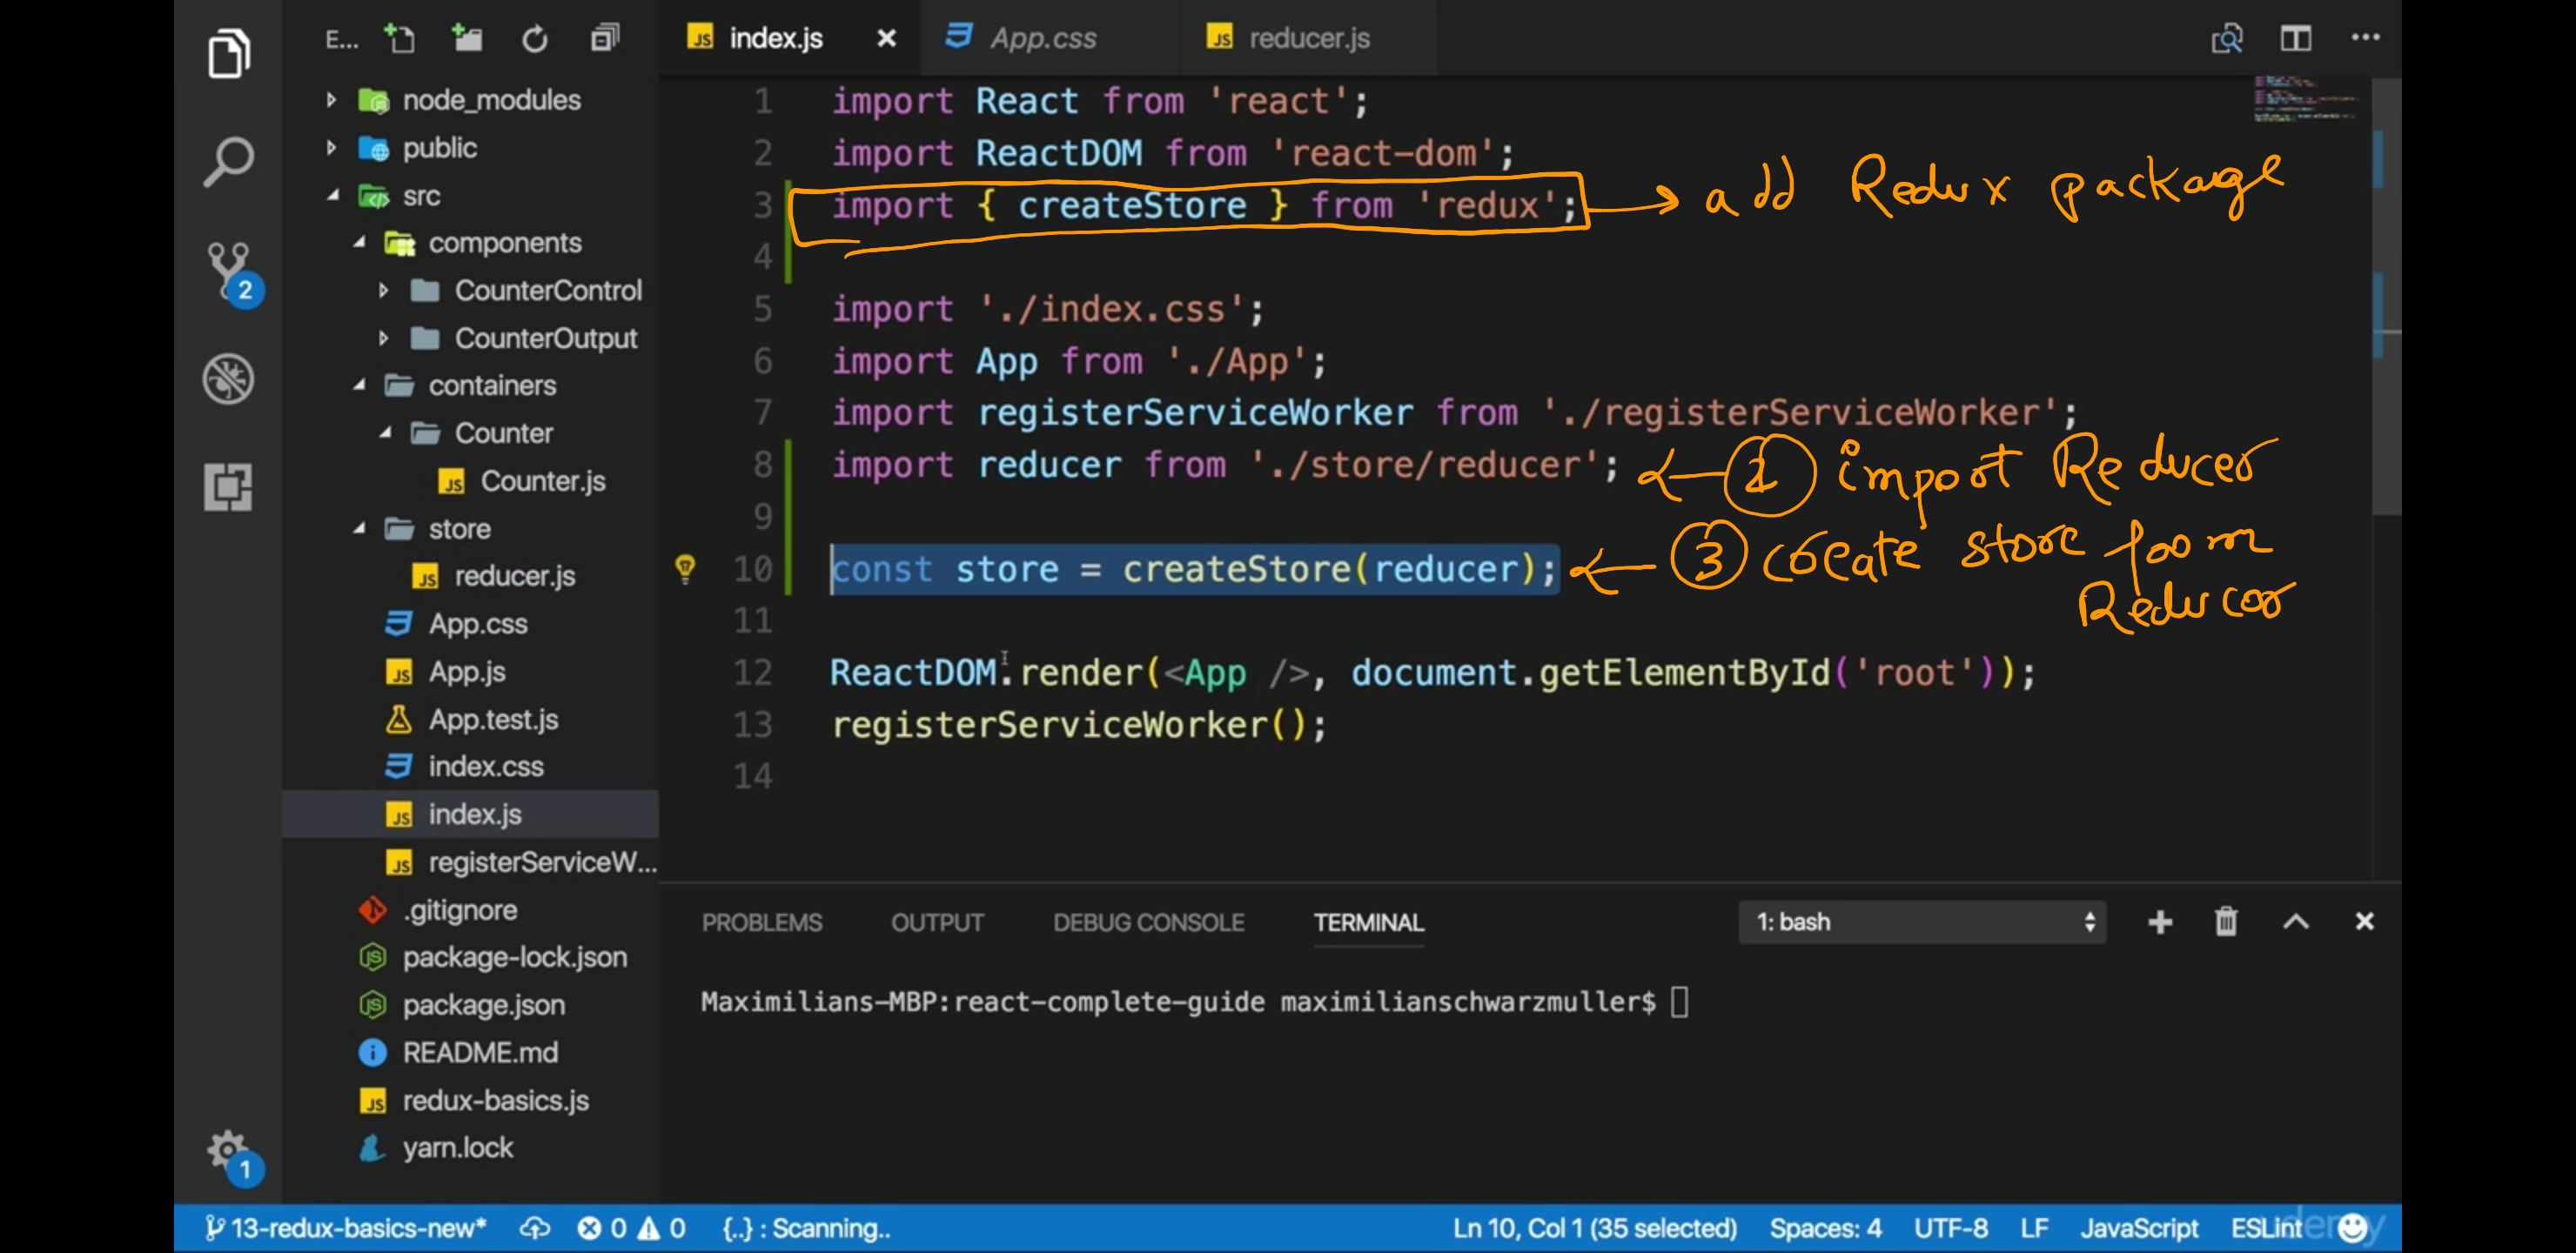 E...
index.js
App.css
reducer.js
node_modules
public
src
components
CounterControl
CounterOutput
containers
Counter
Counter.js
store
reducer.js
App.css
App.js
App.test.js
index.css
index.js
registerServiceW...
.gitignore
package-lock.json
package.json
README.md
redux-basics.js
yarn.lock
2
1
1 import React from 'react';
2 import ReactDOM from 'react-dom';
3 import { createStore } from 'redux'; → add Redux package
4
5 import './index.css';
6 import App from './App';
7 import registerServiceWorker from './registerServiceWorker';
8 import reducer from './store/reducer'; ← 2 import Reducer
9
10 const store = createStore(reducer); ← 3 create store from
Reducer
11
12 ReactDOM.render(<App />, document.getElementById('root'));
13 registerServiceWorker();
14
PROBLEMS OUTPUT DEBUG CONSOLE TERMINAL 1: bash
Maximilians-MBP:react-complete-guide maximilianschwarzmuller$
13-redux-basics-new* 0 0 {..} : Scanning.. Ln 10, Col 1 (35 selected) Spaces: 4 UTF-8 LF JavaScript ESLint
udemy